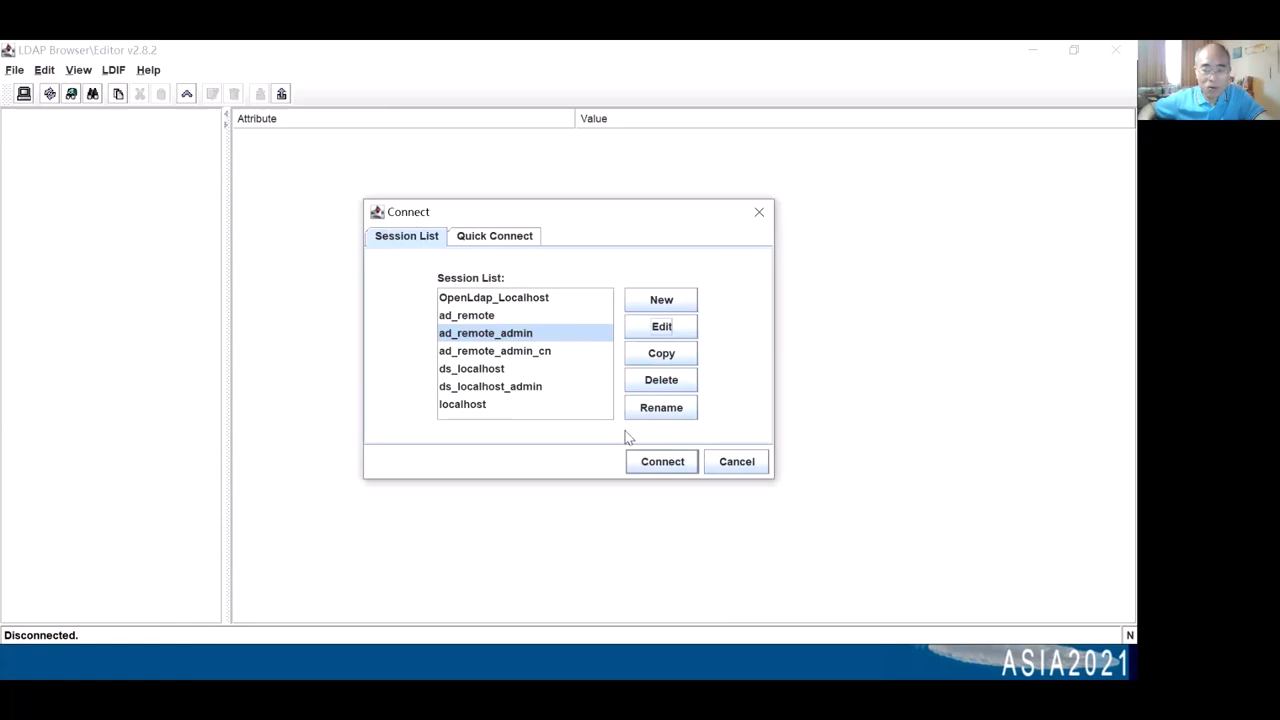 LDAP Browser\Editor v2.8.2
File Edit View LDIF Help
Attribute Value
Connect
Session List Quick Connect
Session List:
OpenLdap_Localhost
ad_remote
ad_remote_admin
ad_remote_admin_cn
ds_localhost
ds_localhost_admin
localhost
New
Edit
Copy
Delete
Rename
Connect Cancel
Disconnected. N
ASIA2021